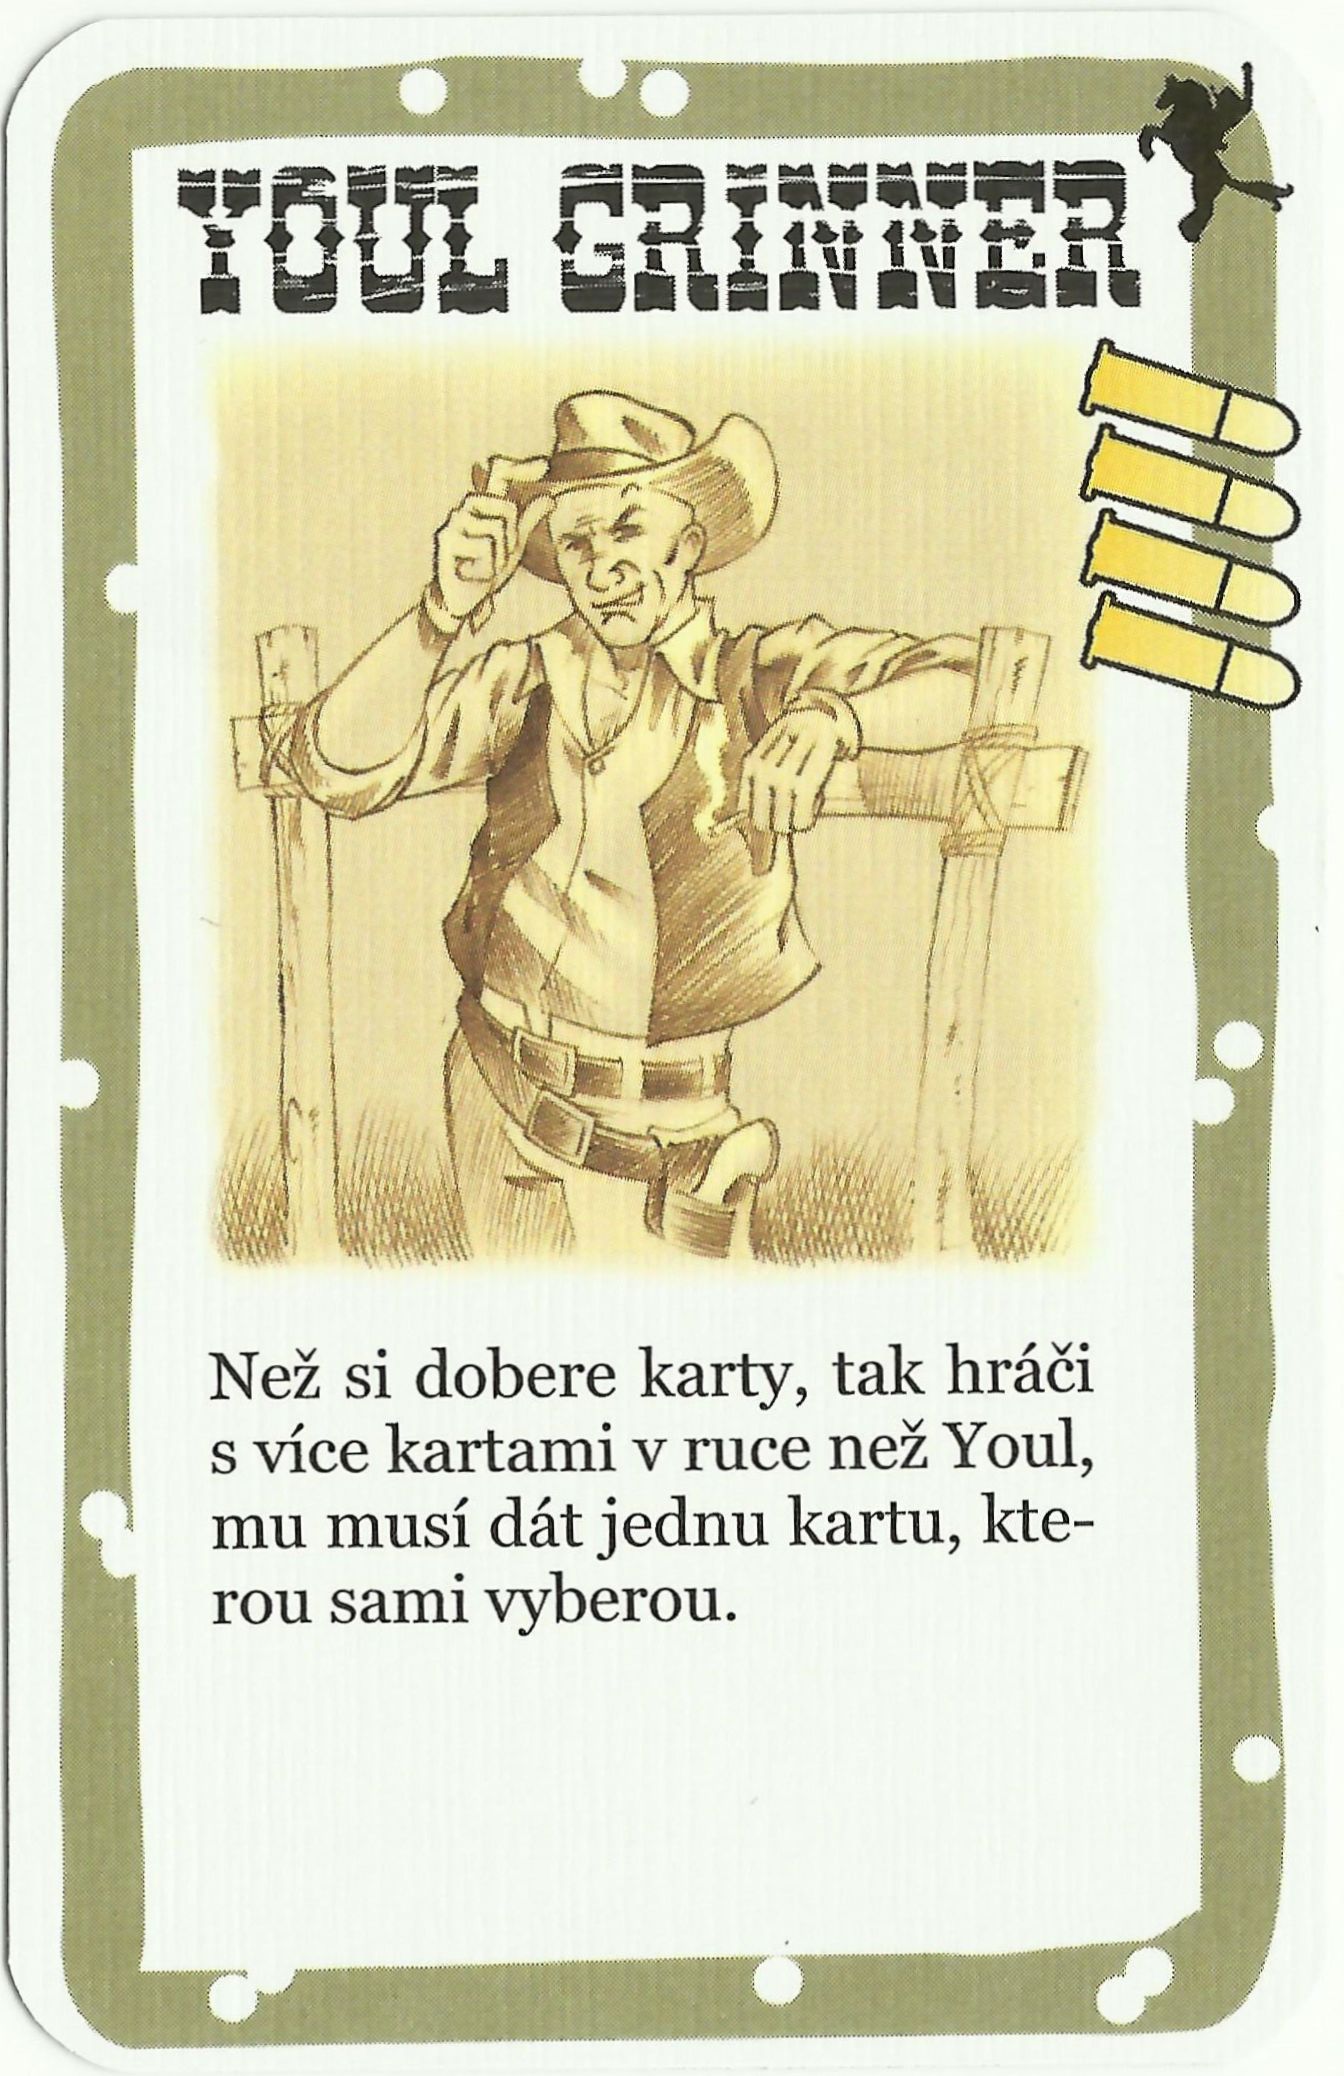 YOUL GRINNER
Než si dobere karty, tak hráči
s více kartami v ruce než Youl,
mu musí dát jednu kartu, kte-
rou sami vyberou.